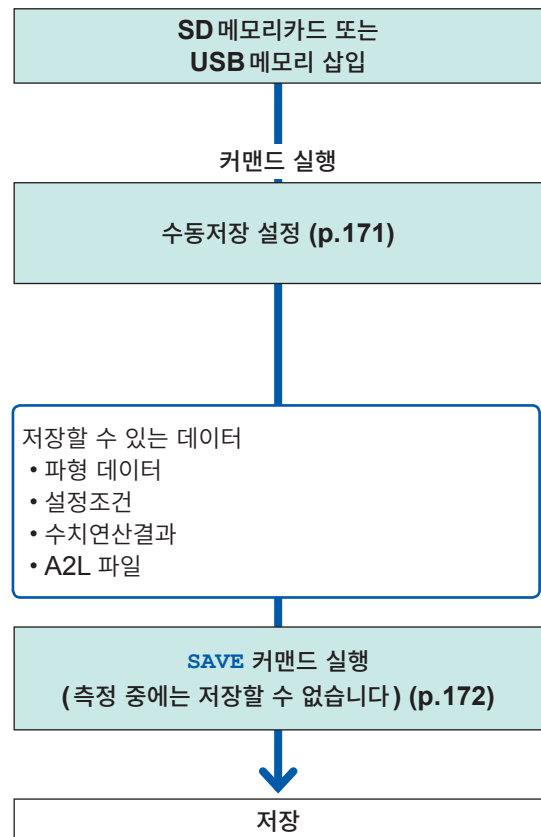 SD 메모리카드 또는
USB 메모리 삽입
커맨드 실행
수동저장 설정 (p.171)
저장할 수 있는 데이터
• 파형 데이터
• 설정조건
• 수치연산결과
• A2L 파일
SAVE 커맨드 실행
(측정 중에는 저장할 수 없습니다) (p.172)
저장